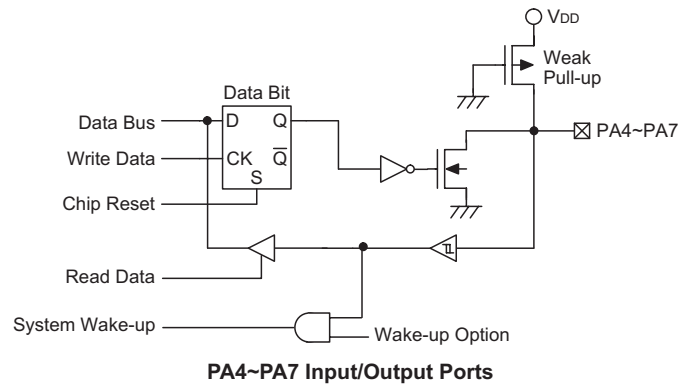 VDD
Weak
Pull-up
Data Bit
Data Bus
D
Q
PA4~PA7
Write Data
CK
Q̅
S
Chip Reset
Read Data
System Wake-up
Wake-up Option
PA4~PA7 Input/Output Ports